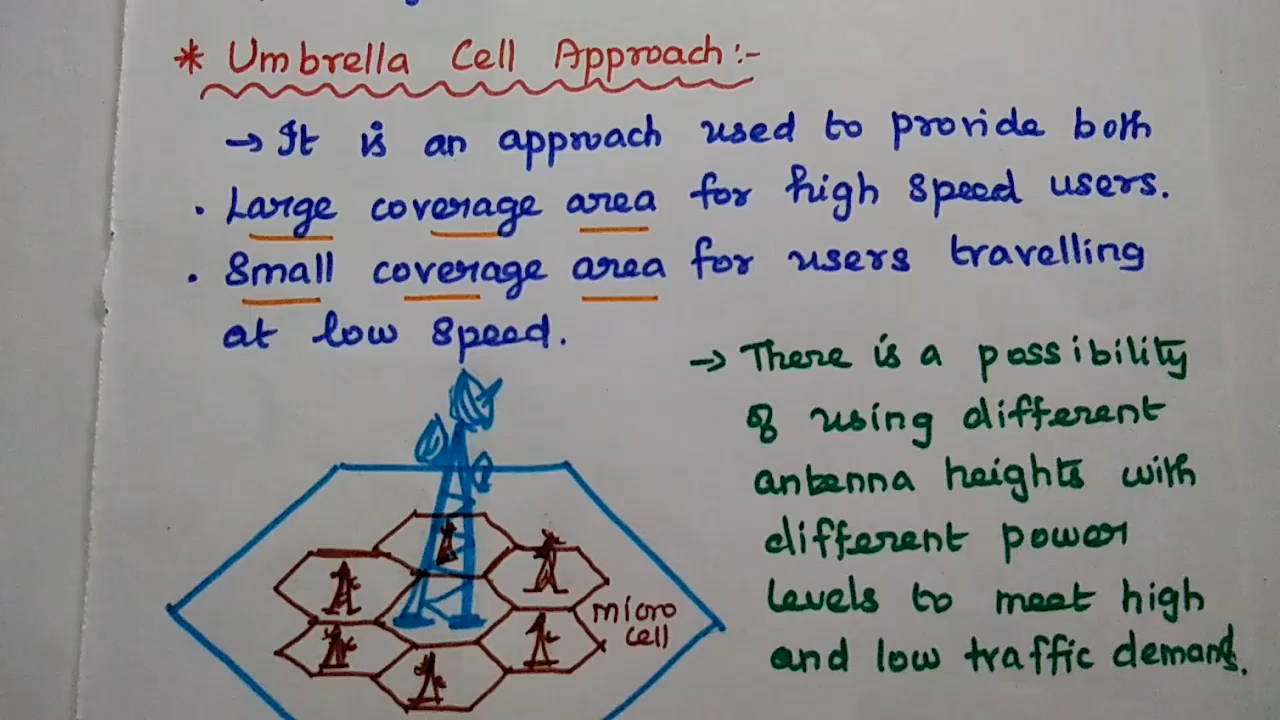 * Umbrella Cell Approach:-
→ It is an approach used to provide both
. Large coverage area for high speed users.
. Small coverage area for users travelling
at low speed.
→ There is a possibility
of using different
antenna heights with
different power
levels to meet high
and low traffic demand.
micro
cell